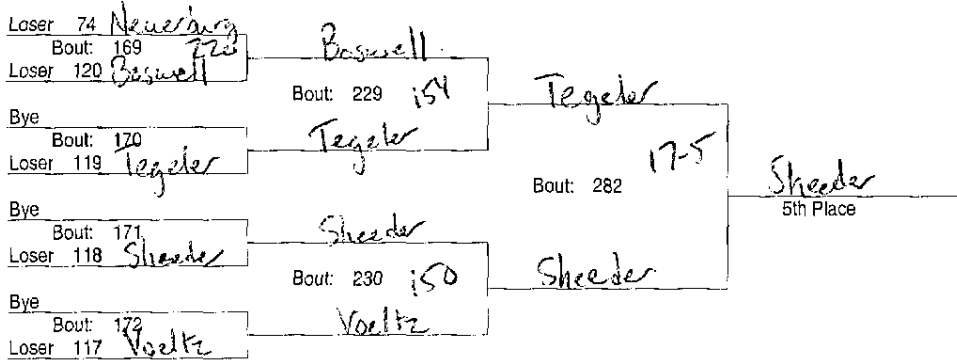 Loser 74 Neuerburg
Bout: 169
Loser 120 Boswell
Boswell
Bout: 229 :54
Bye
Bout: 170
Loser 119 Tegeler
Tegeler
Tegeler
Bout: 282 17-5
Bye
Bout: 171
Loser 118 Sheeder
Sheeder
Bout: 230 :50
Bye
Bout: 172
Loser 117 Voeltz
Voeltz
Sheeder
Sheeder
5th Place